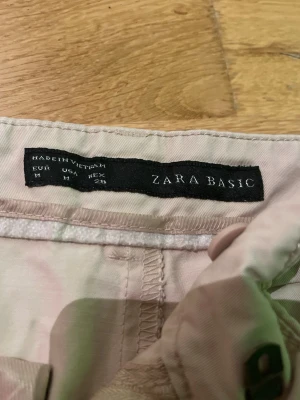 MADE IN VIETNAM
EUR USA MEX
M M 28
ZARA BASIC